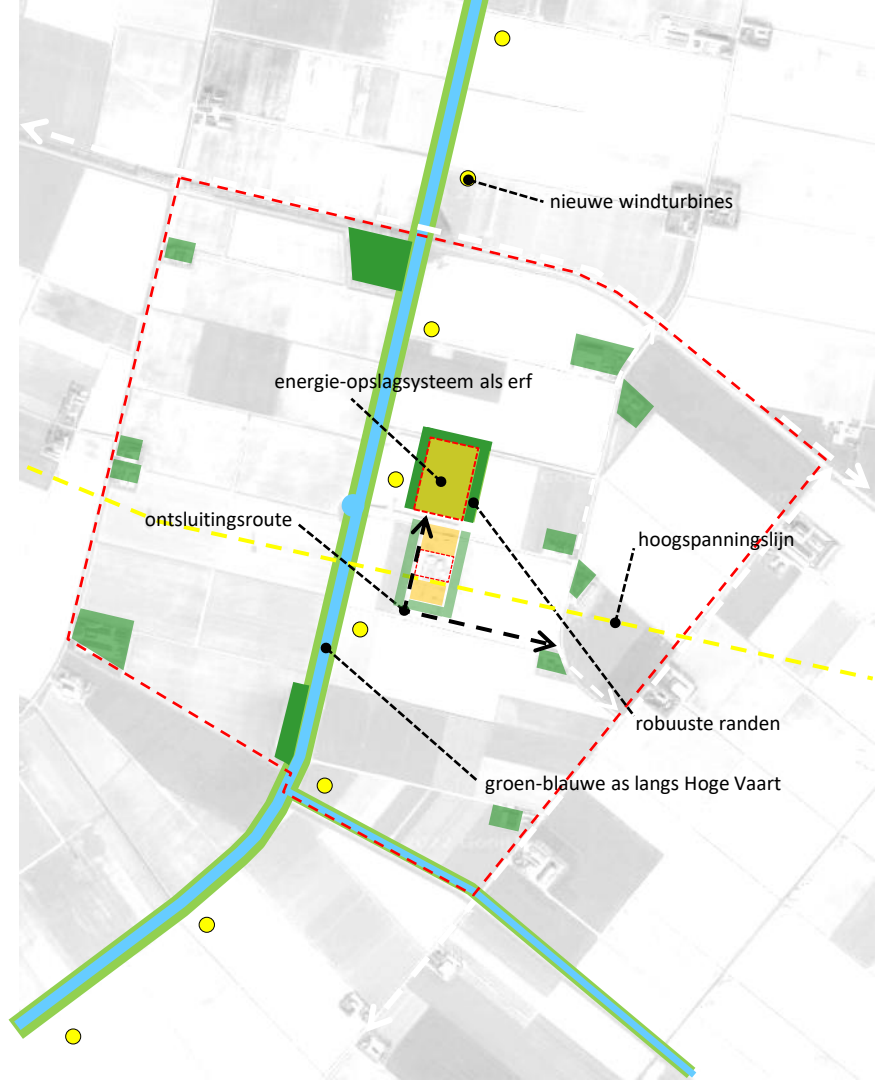 nieuwe windturbines
energie-opslagsysteem als erf
ontsluitingsroute
hoogspanningslijn
robuuste randen
groen-blauwe as langs Hoge Vaart